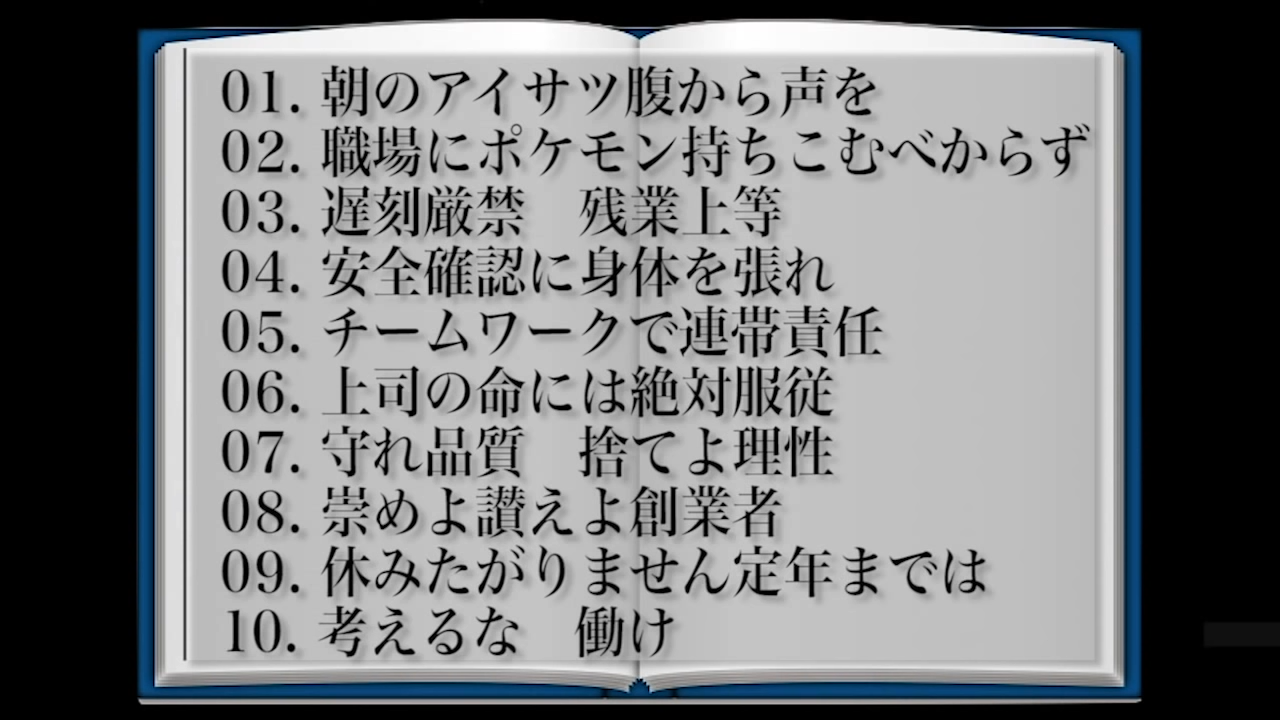 01. 朝のアイサツ腹から声を
02. 職場にポケモン持ちこむべからず
03. 遅刻厳禁　残業上等
04. 安全確認に身体を張れ
05. チームワークで連帯責任
06. 上司の命には絶対服従
07. 守れ品質　捨てよ理性
08. 崇めよ讃えよ創業者
09. 休みたがりません定年までは
10. 考えるな　働け